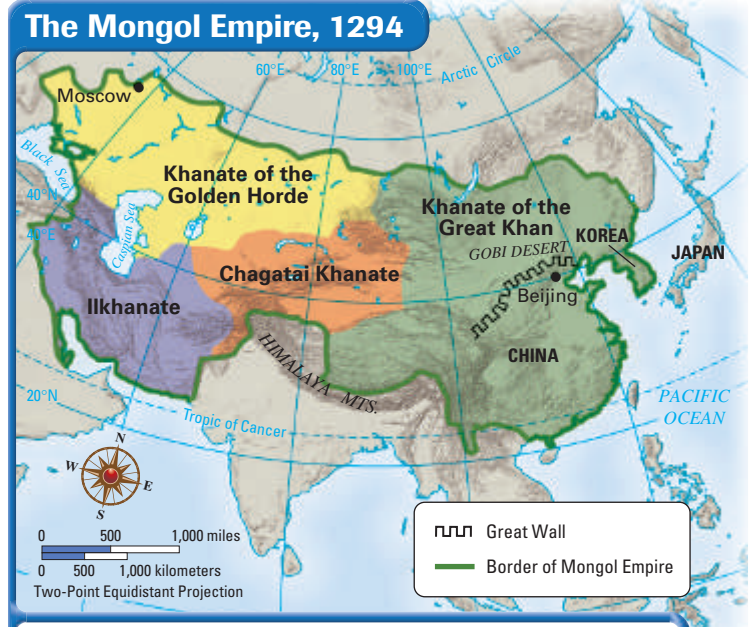 The Mongol Empire, 1294
Arctic Circle
60°E
80°E
100°E
Moscow
Black Sea
40°N
40°E
Caspian Sea
Khanate of the
Golden Horde
Khanate of the
Great Khan
GOBI DESERT
KOREA
JAPAN
Chagatai Khanate
Ilkhanate
Beijing
HIMALAYA MTS.
CHINA
20°N
Tropic of Cancer
PACIFIC
OCEAN
N
W
E
S
0 500 1,000 miles
0 500 1,000 kilometers
Two-Point Equidistant Projection
Great Wall
Border of Mongol Empire